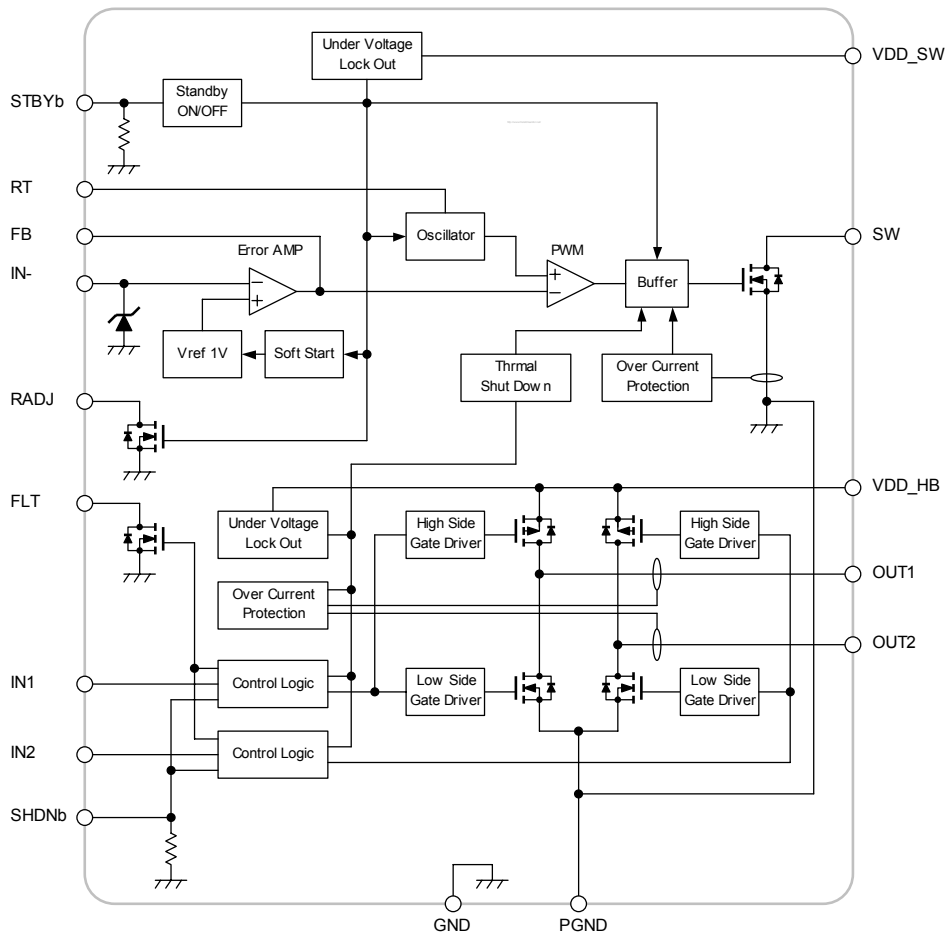 Under Voltage
Lock Out
VDD_SW
STBYb
Standby
ON/OFF
RT
Oscillator
FB
Error AMP
PWM
SW
IN-
−
+
+
−
Buffer
Vref 1V
Soft Start
Thrmal
Shut Down
Over Current
Protection
RADJ
VDD_HB
FLT
Under Voltage
Lock Out
High Side
Gate Driver
High Side
Gate Driver
OUT1
Over Current
Protection
OUT2
IN1
Control Logic
Low Side
Gate Driver
Low Side
Gate Driver
IN2
Control Logic
SHDNb
GND
PGND